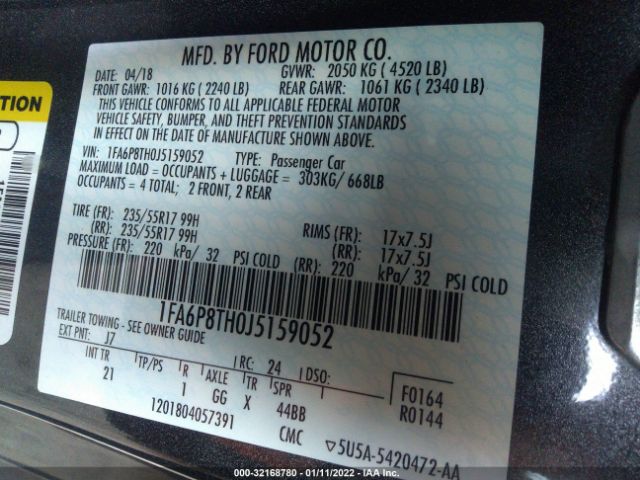 MFD. BY FORD MOTOR CO.
DATE: 04/18 GVWR: 2050 KG ( 4520 LB)
FRONT GAWR: 1016 KG ( 2240 LB) REAR GAWR: 1061 KG ( 2340 LB)
THIS VEHICLE CONFORMS TO ALL APPLICABLE FEDERAL MOTOR
VEHICLE SAFETY, BUMPER, AND THEFT PREVENTION STANDARDS
IN EFFECT ON THE DATE OF MANUFACTURE SHOWN ABOVE.
VIN: 1FA6P8TH0J5159052 TYPE: Passenger Car
MAXIMUM LOAD = OCCUPANTS + LUGGAGE = 303KG/ 668LB
OCCUPANTS = 4 TOTAL; 2 FRONT, 2 REAR
TIRE (FR): 235/55R17 99H RIMS (FR): 17x7.5J
(RR): 235/55R17 99H (RR): 17x7.5J
PRESSURE (FR): 220 kPa/ 32 PSI COLD (RR): 220 kPa/ 32 PSI COLD
1FA6P8TH0J5159052
TRAILER TOWING - SEE OWNER GUIDE
EXT PNT: J7 RC: 24 DSO:
INT TR TP/PS R AXLE TR SPR F0164
21 1 GG X 44BB R0144
1201804057391 CMC ▽5U5A-5420472-AA
000-32168780 - 01/11/2022 - IAA Inc.